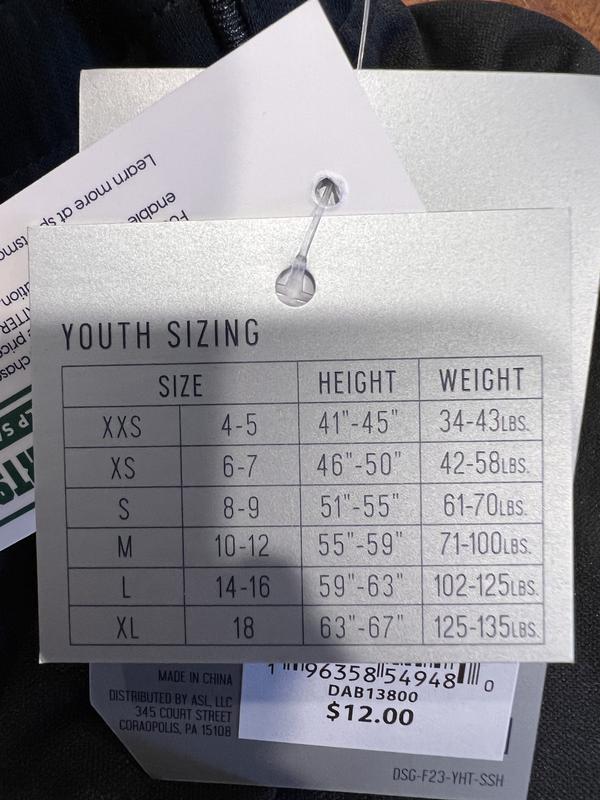 Learn more at sp
enable
YOUTH SIZING
SIZE HEIGHT WEIGHT
XXS 4-5 41"-45" 34-43LBS.
XS 6-7 46"-50" 42-58LBS.
S 8-9 51"-55" 61-70LBS.
M 10-12 55"-59" 71-100LBS.
L 14-16 59"-63" 102-125LBS.
XL 18 63"-67" 125-135LBS.
1 96358 54948 0
DAB13800
$12.00
MADE IN CHINA
DISTRIBUTED BY ASL, LLC
345 COURT STREET
CORAOPOLIS, PA 15108
DSG-F23-YHT-SSH